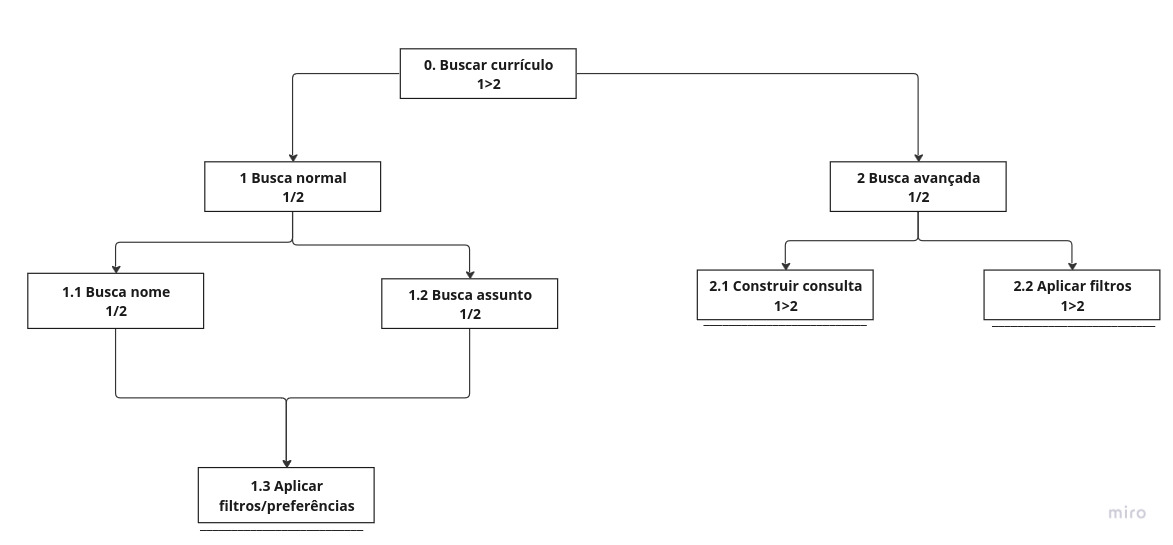 0. Buscar currículo
1>2
1 Busca normal
1/2
2 Busca avançada
1/2
1.1 Busca nome
1/2
1.2 Busca assunto
1/2
2.1 Construir consulta
1>2
2.2 Aplicar filtros
1>2
1.3 Aplicar
filtros/preferências
miro